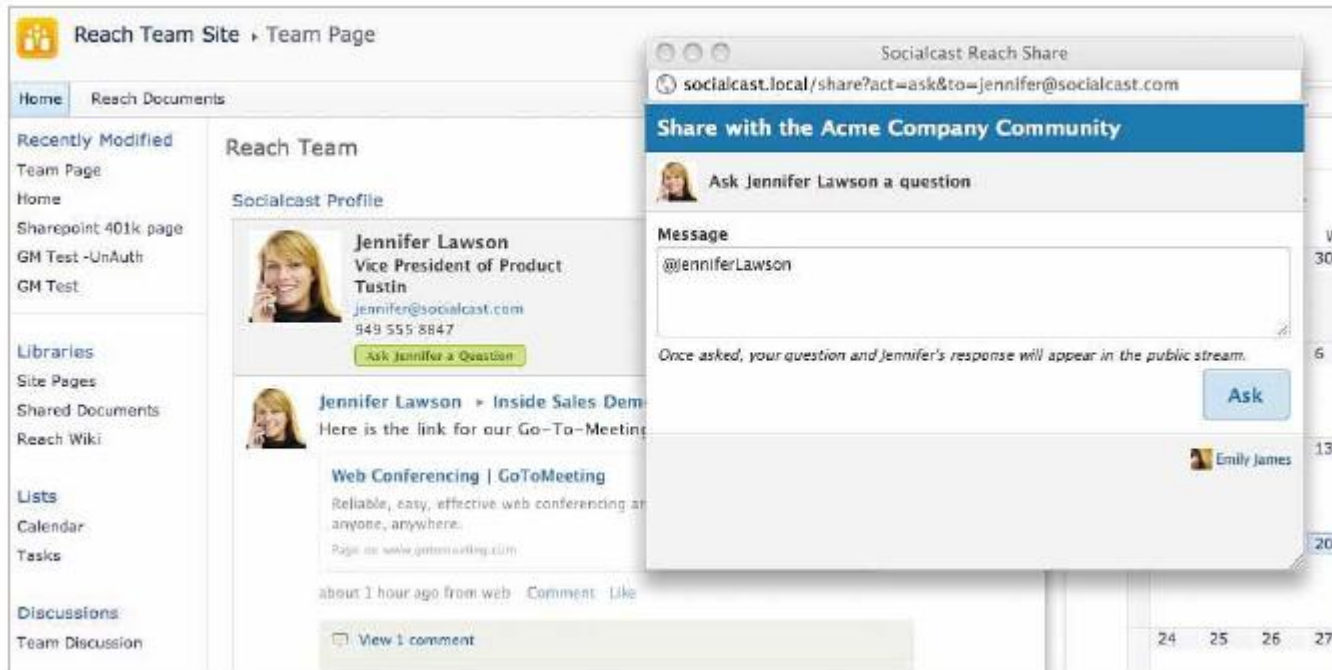 Reach Team Site ▸ Team Page
Home Reach Documents
Recently Modified
Team Page
Home
Sharepoint 401k page
GM Test -UnAuth
GM Test
Libraries
Site Pages
Shared Documents
Reach Wiki
Lists
Calendar
Tasks
Discussions
Team Discussion
Reach Team
Socialcast Profile
Jennifer Lawson
Vice President of Product
Tustin
jennifer@socialcast.com
949 555 8847
Ask Jennifer a Question
Jennifer Lawson ▸ Inside Sales Dem
Here is the link for our Go-To-Meeting
Web Conferencing | GoToMeeting
Reliable, easy, effective web conferencing
anyone, anywhere.
Page on www.gotomeeting.com
about 1 hour ago from web Comment Like
View 1 comment
Socialcast Reach Share
socialcast.local/share?act=ask&to=jennifer@socialcast.com
Share with the Acme Company Community
Ask Jennifer Lawson a question
Message
@JenniferLawson
Once asked, your question and Jennifer's response will appear in the public stream.
Ask
Emily James
30
6
13
20
24 25 26 27